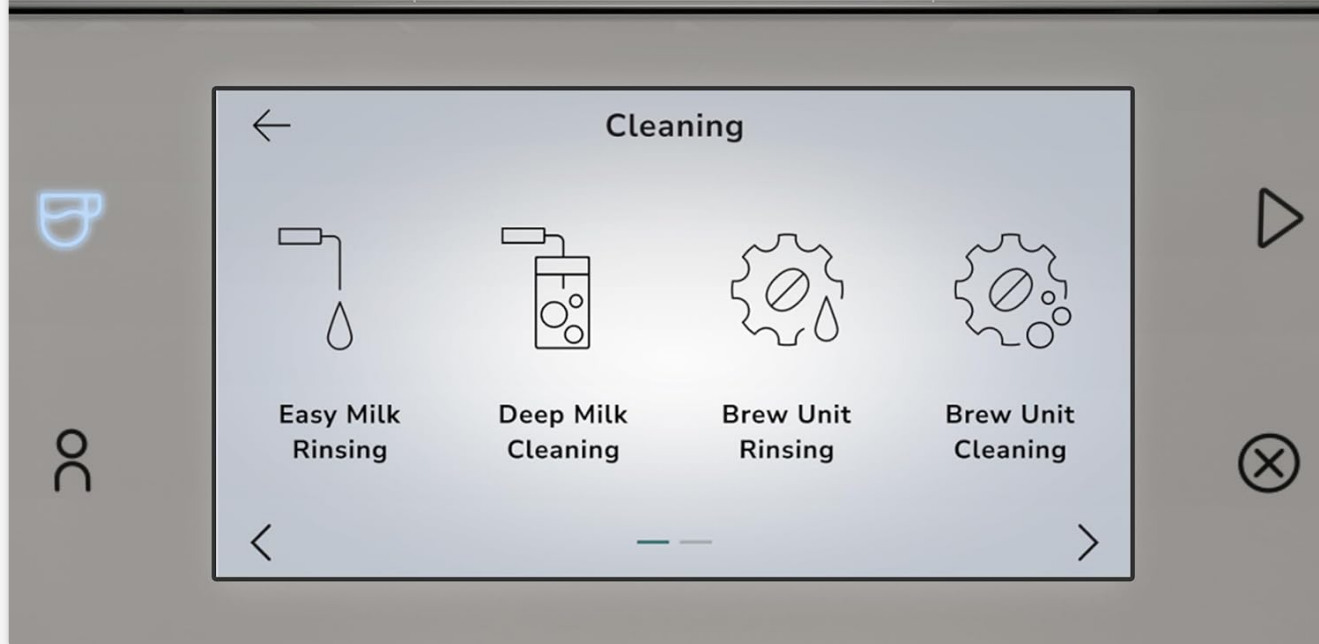 Cleaning
Easy Milk
Rinsing
Deep Milk
Cleaning
Brew Unit
Rinsing
Brew Unit
Cleaning